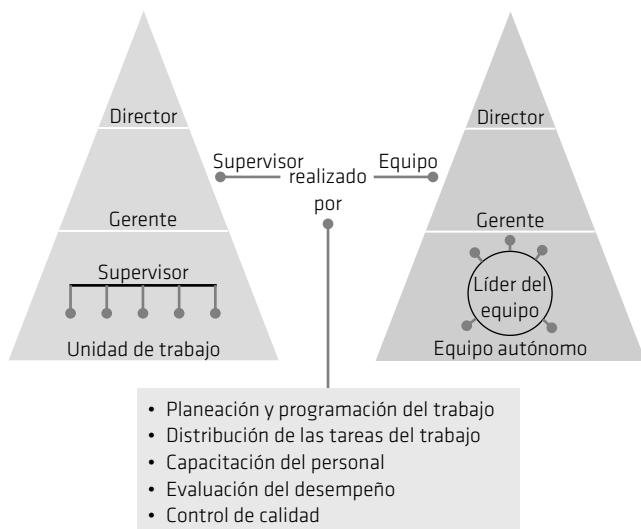 Director
Gerente
Supervisor
Unidad de trabajo
Supervisor
realizado
por
Equipo
Director
Gerente
Líder del
equipo
Equipo autónomo
• Planeación y programación del trabajo
• Distribución de las tareas del trabajo
• Capacitación del personal
• Evaluación del desempeño
• Control de calidad